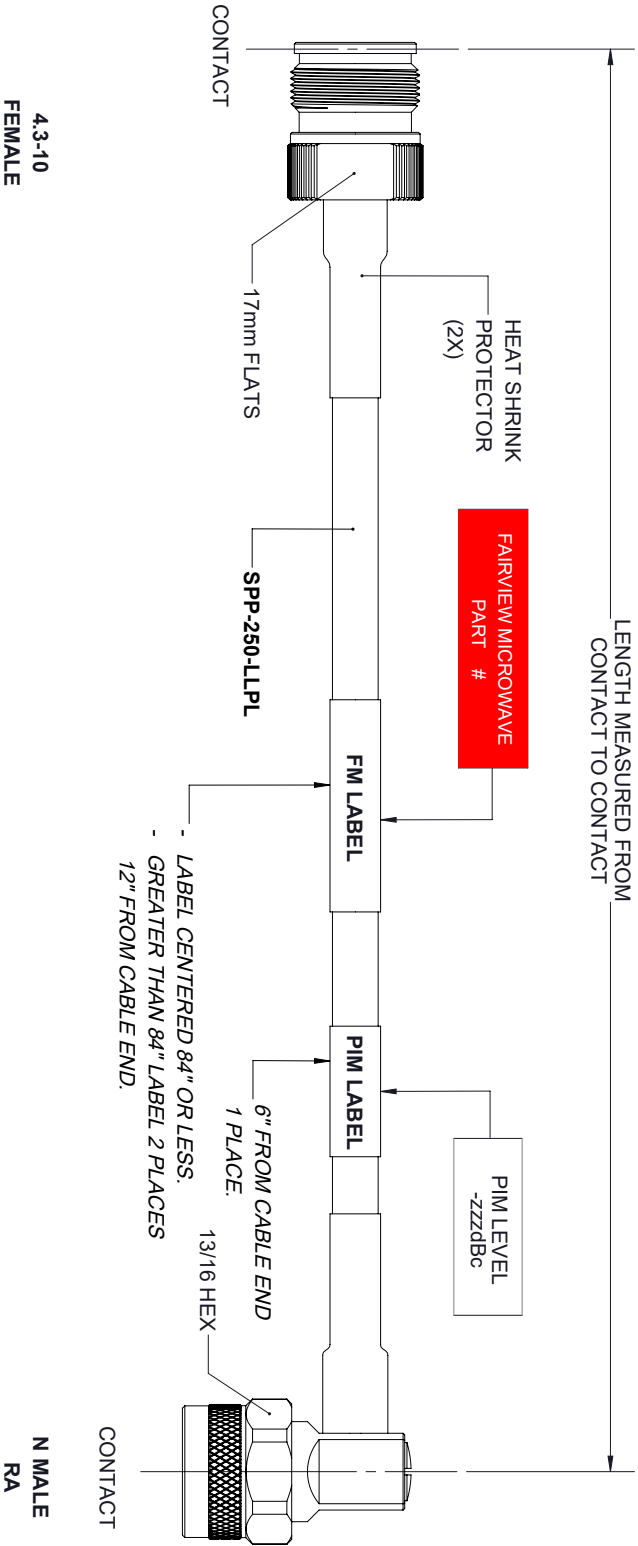 LENGTH MEASURED FROM
CONTACT TO CONTACT
HEAT SHRINK
PROTECTOR
(2X)
FAIRVIEW MICROWAVE
PART #
PIM LEVEL
-zzzdBc
FM LABEL
PIM LABEL
CONTACT
17mm FLATS
SPP-250-LLPL
- LABEL CENTERED 84" OR LESS.
- GREATER THAN 84" LABEL 2 PLACES
12" FROM CABLE END.
6" FROM CABLE END
1 PLACE.
13/16 HEX
CONTACT
4.3-10
FEMALE
N MALE
RA